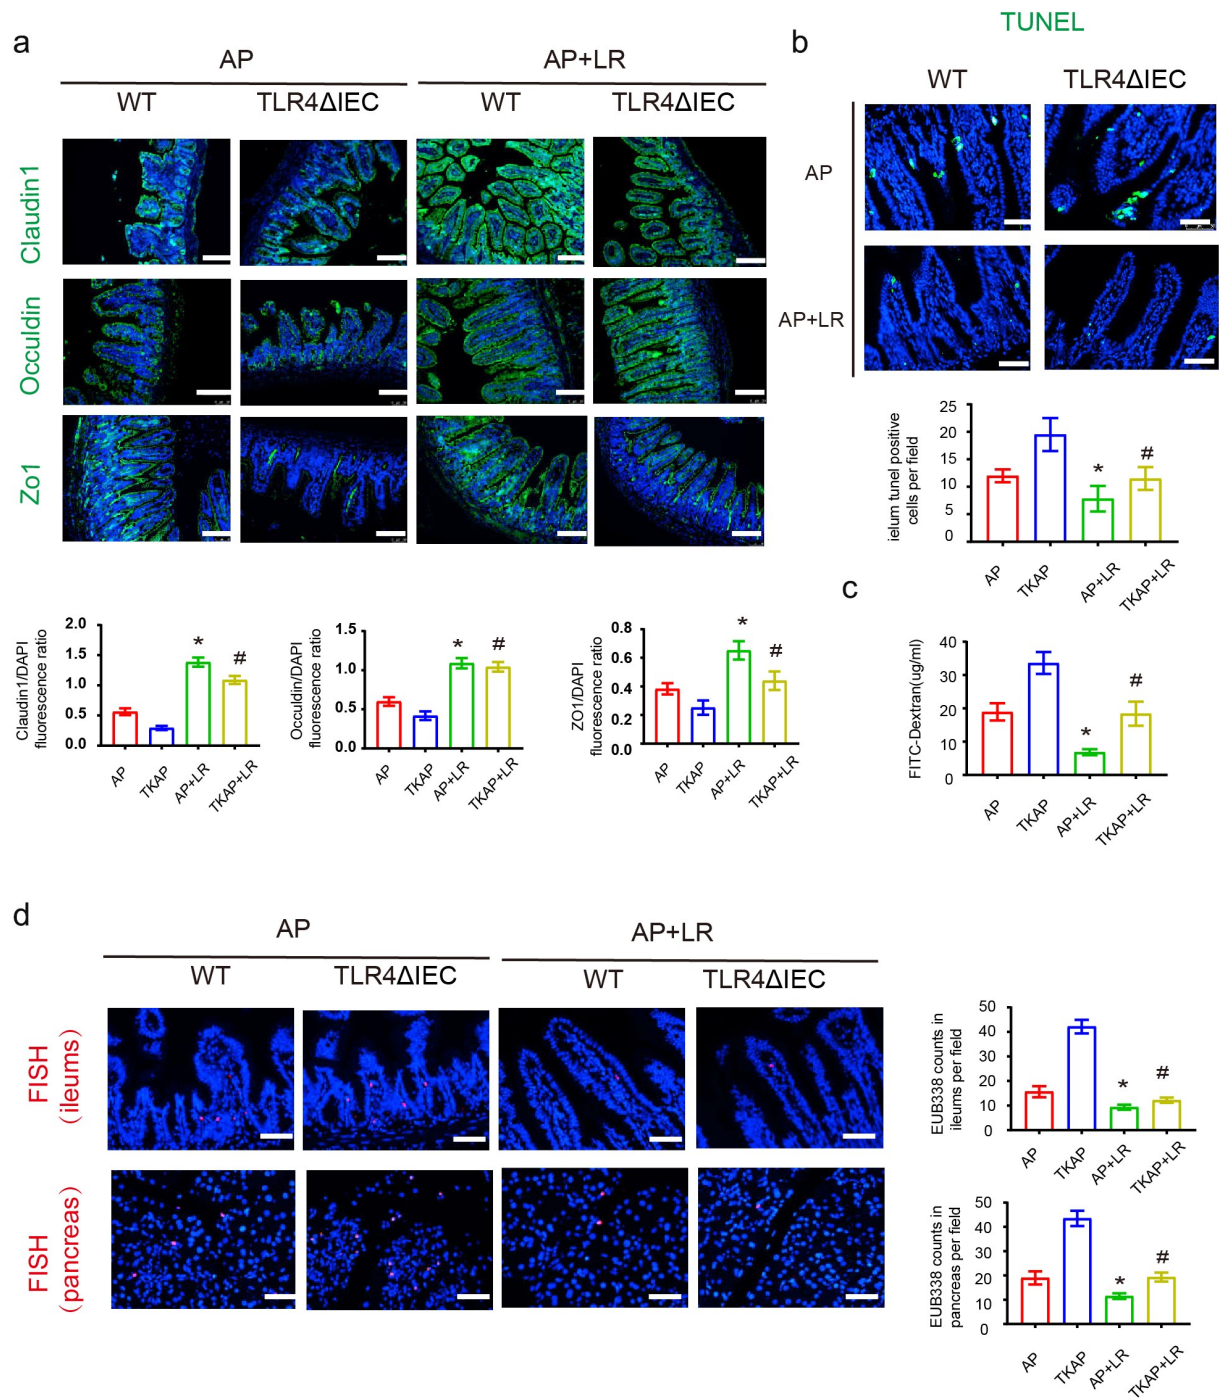 a
AP
AP+LR
WT
TLR4ΔIEC
WT
TLR4ΔIEC
Claudin1
Occuldin
Zo1
Claudin1/DAPI
fluorescence ratio
2.0
1.5
1.0
0.5
0.0
*
#
AP
TKAP
AP+LR
TKAP+LR
Occuldin/DAPI
fluorescence ratio
1.5
1.0
0.5
0.0
*
#
AP
TKAP
AP+LR
TKAP+LR
ZO1/DAPI
fluorescence ratio
0.8
0.6
0.4
0.2
0.0
*
#
AP
TKAP
AP+LR
TKAP+LR
b
TUNEL
WT
TLR4ΔIEC
AP
AP+LR
ielum tunel positive
cells per field
25
20
15
10
5
0
*
#
AP
TKAP
AP+LR
TKAP+LR
c
FITC-Dextran(ug/ml)
40
30
20
10
0
*
#
AP
TKAP
AP+LR
TKAP+LR
d
AP
AP+LR
WT
TLR4ΔIEC
WT
TLR4ΔIEC
FISH
(ileums)
FISH
(pancreas)
EUB338 counts in
ileums per field
50
40
30
20
10
0
*
#
AP
TKAP
AP+LR
TKAP+LR
EUB338 counts in
pancreas per field
50
40
30
20
10
0
*
#
AP
TKAP
AP+LR
TKAP+LR